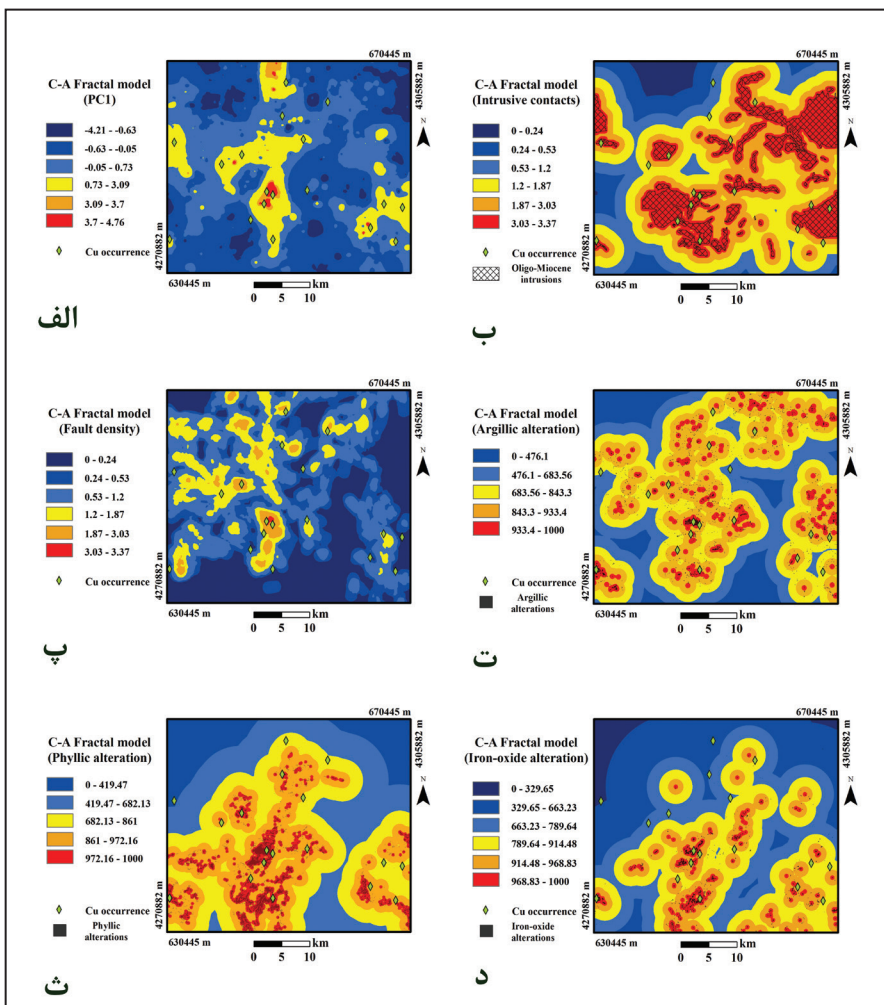 670445 m
4305882 m
C-A Fractal model
(PC1)
-4.21 --0.63
-0.63 --0.05
-0.05 - 0.73
0.73 - 3.09
3.09 - 3.7
3.7 - 4.76
Cu occurrence
N
4270882 m
630445 m
0 5 10 km
الف
670445 m
4305882 m
C-A Fractal model
(Intrusive contacts)
0 - 0.24
0.24 - 0.53
0.53 - 1.2
1.2 - 1.87
1.87 - 3.03
3.03 - 3.37
Cu occurrence
Oligo-Miocene
intrusions
N
4270882 m
630445 m
0 5 10 km
ب
670445 m
4305882 m
C-A Fractal model
(Fault density)
0 - 0.24
0.24 - 0.53
0.53 - 1.2
1.2 - 1.87
1.87 - 3.03
3.03 - 3.37
Cu occurrence
N
4270882 m
630445 m
0 5 10 km
پ
670445 m
4305882 m
C-A Fractal model
(Argillic alteration)
0 - 476.1
476.1 - 683.56
683.56 - 843.3
843.3 - 933.4
933.4 - 1000
Cu occurrence
Argillic
alterations
N
4270882 m
630445 m
0 5 10 km
ت
670445 m
4305882 m
C-A Fractal model
(Phyllic alteration)
0 - 419.47
419.47 - 682.13
682.13 - 861
861 - 972.16
972.16 - 1000
Cu occurrence
Phyllic
alterations
N
4270882 m
630445 m
0 5 10 km
ث
670445 m
4305882 m
C-A Fractal model
(Iron-oxide alteration)
0 - 329.65
329.65 - 663.23
663.23 - 789.64
789.64 - 914.48
914.48 - 968.83
968.83 - 1000
Cu occurrence
Iron-oxide
alterations
N
4270882 m
630445 m
0 5 10 km
د